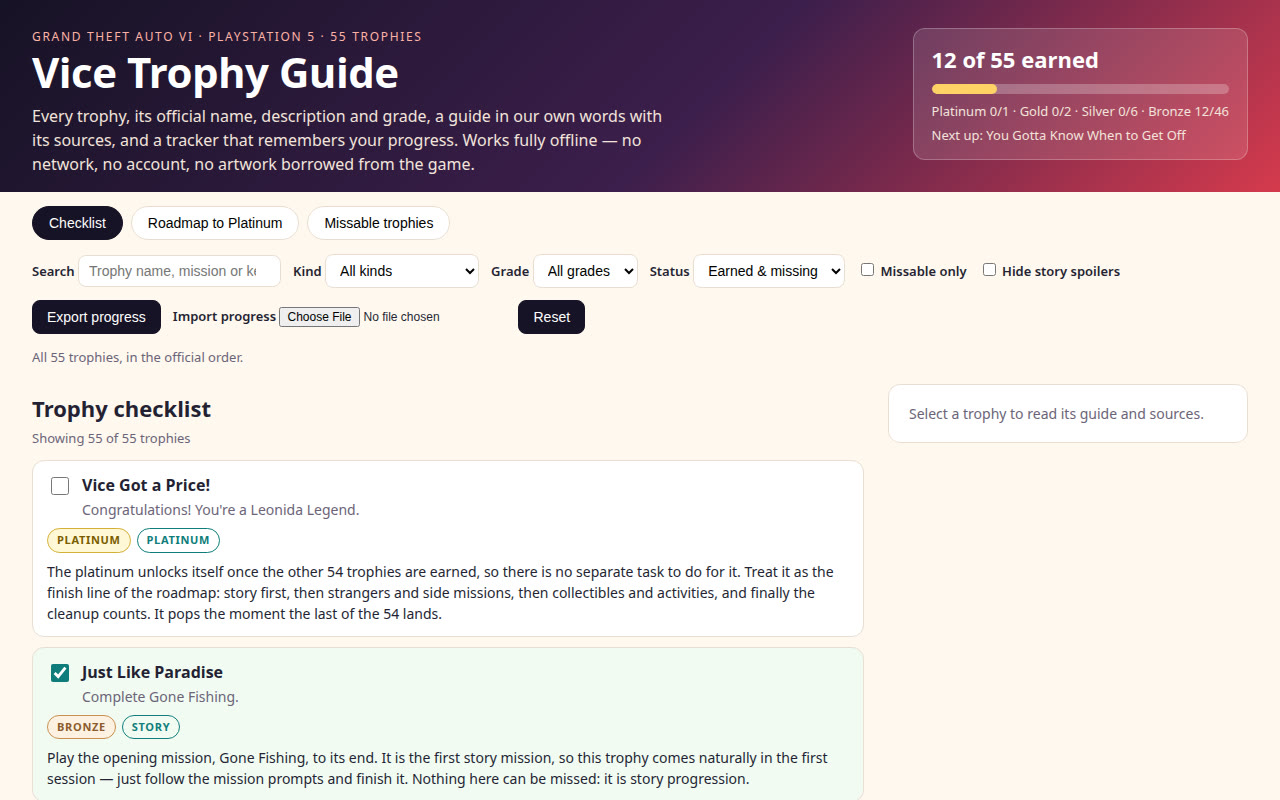 GRAND THEFT AUTO VI · PLAYSTATION 5 · 55 TROPHIES
Vice Trophy Guide
Every trophy, its official name, description and grade, a guide in our own words with
its sources, and a tracker that remembers your progress. Works fully offline — no
network, no account, no artwork borrowed from the game.
12 of 55 earned
Platinum 0/1 · Gold 0/2 · Silver 0/6 · Bronze 12/46
Next up: You Gotta Know When to Get Off
Checklist Roadmap to Platinum Missable trophies
Search Trophy name, mission or ke Kind All kinds Grade All grades Status Earned & missing Missable only Hide story spoilers
Export progress Import progress Choose File No file chosen Reset
All 55 trophies, in the official order.
Trophy checklist
Showing 55 of 55 trophies
Select a trophy to read its guide and sources.
Vice Got a Price!
Congratulations! You're a Leonida Legend.
PLATINUM PLATINUM
The platinum unlocks itself once the other 54 trophies are earned, so there is no separate task to do for it. Treat it as the
finish line of the roadmap: story first, then strangers and side missions, then collectibles and activities, and finally the
cleanup counts. It pops the moment the last of the 54 lands.
Just Like Paradise
Complete Gone Fishing.
BRONZE STORY
Play the opening mission, Gone Fishing, to its end. It is the first story mission, so this trophy comes naturally in the first
session — just follow the mission prompts and finish it. Nothing here can be missed: it is story progression.